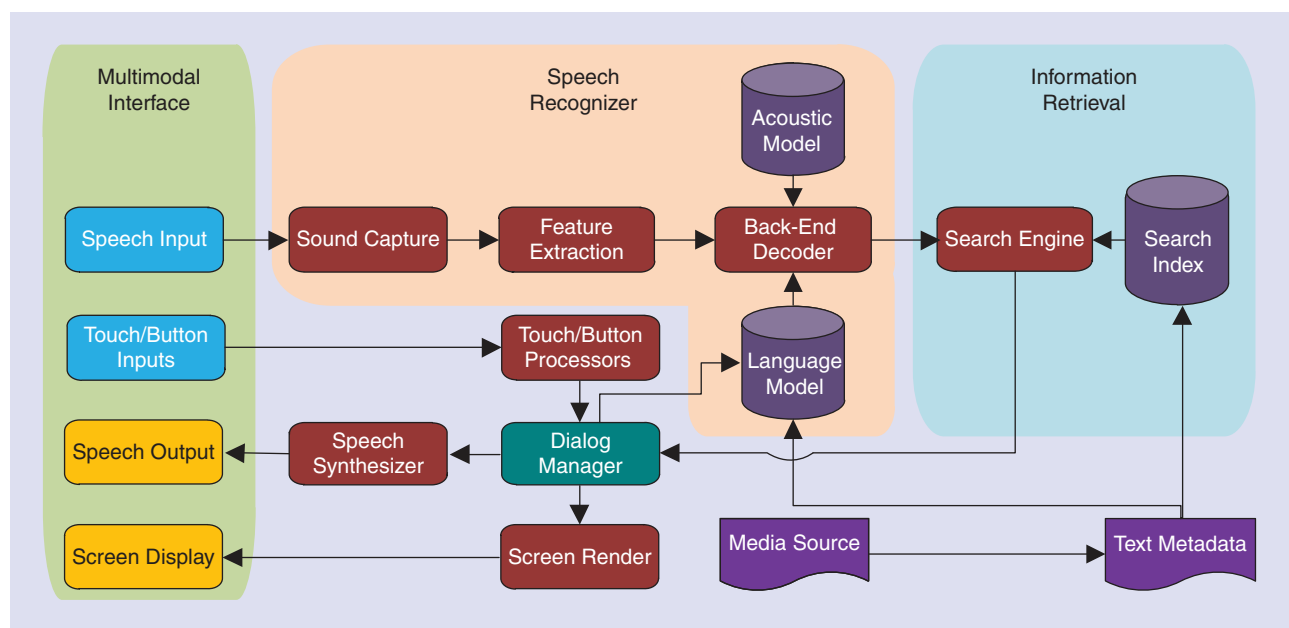 Multimodal
Interface
Speech
Recognizer
Information
Retrieval
Acoustic
Model
Speech Input
Sound Capture
Feature
Extraction
Back-End
Decoder
Search Engine
Search
Index
Touch/Button
Inputs
Touch/Button
Processors
Language
Model
Speech Output
Speech
Synthesizer
Dialog
Manager
Screen Display
Screen Render
Media Source
Text Metadata